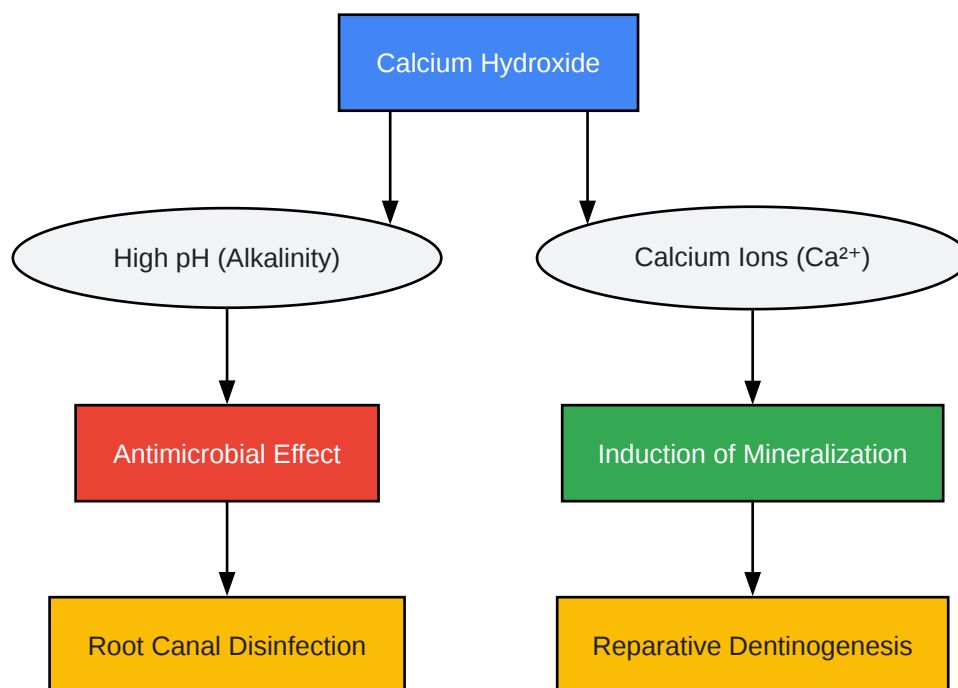 Calcium Hydroxide
High pH (Alkalinity)
Calcium Ions (Ca²⁺)
Antimicrobial Effect
Induction of Mineralization
Root Canal Disinfection
Reparative Dentinogenesis